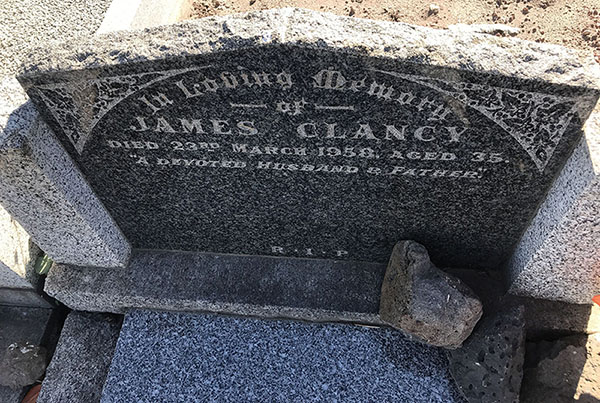 In Loving Memory
— of —
JAMES CLANCY
DIED 23RD MARCH 1958, AGED 35.
"A DEVOTED HUSBAND & FATHER."
R · I · P